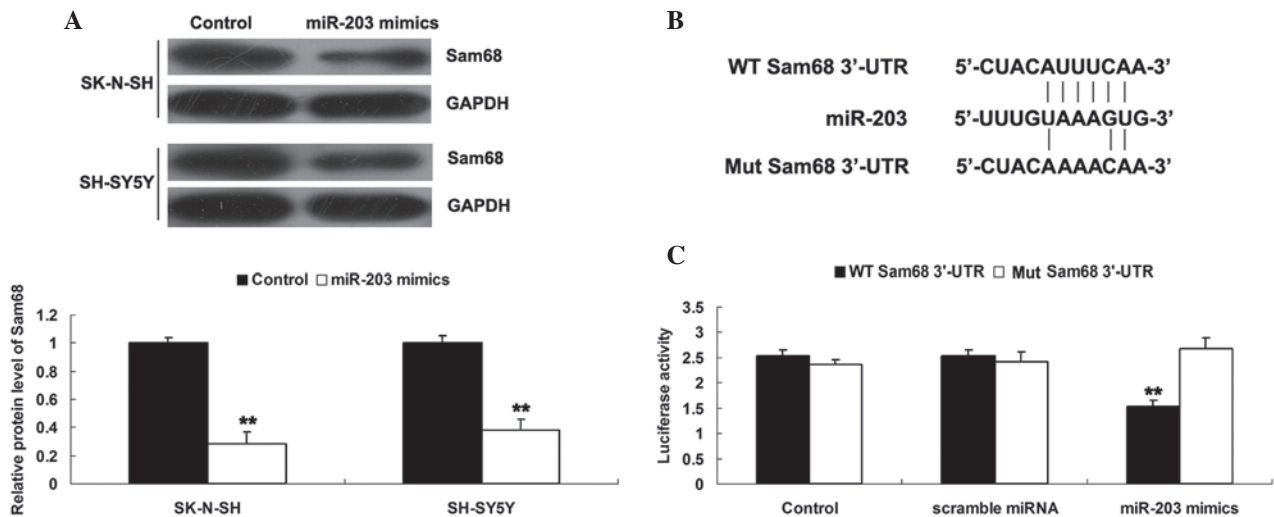 A
Control miR-203 mimics
SK-N-SH
Sam68
GAPDH
SH-SY5Y
Sam68
GAPDH
Control miR-203 mimics
Relative protein level of Sam68
1.2
1
0.8
0.6
0.4
0.2
0
**
**
SK-N-SH SH-SY5Y
B
WT Sam68 3'-UTR 5'-CUACAUUUCAA-3'
miR-203 5'-UUUGUAAAGUG-3'
Mut Sam68 3'-UTR 5'-CUACAAAACAA-3'
C
WT Sam68 3'-UTR Mut Sam68 3'-UTR
Luciferase activity
3.5
3
2.5
2
1.5
1
0.5
0
**
Control scramble miRNA miR-203 mimics